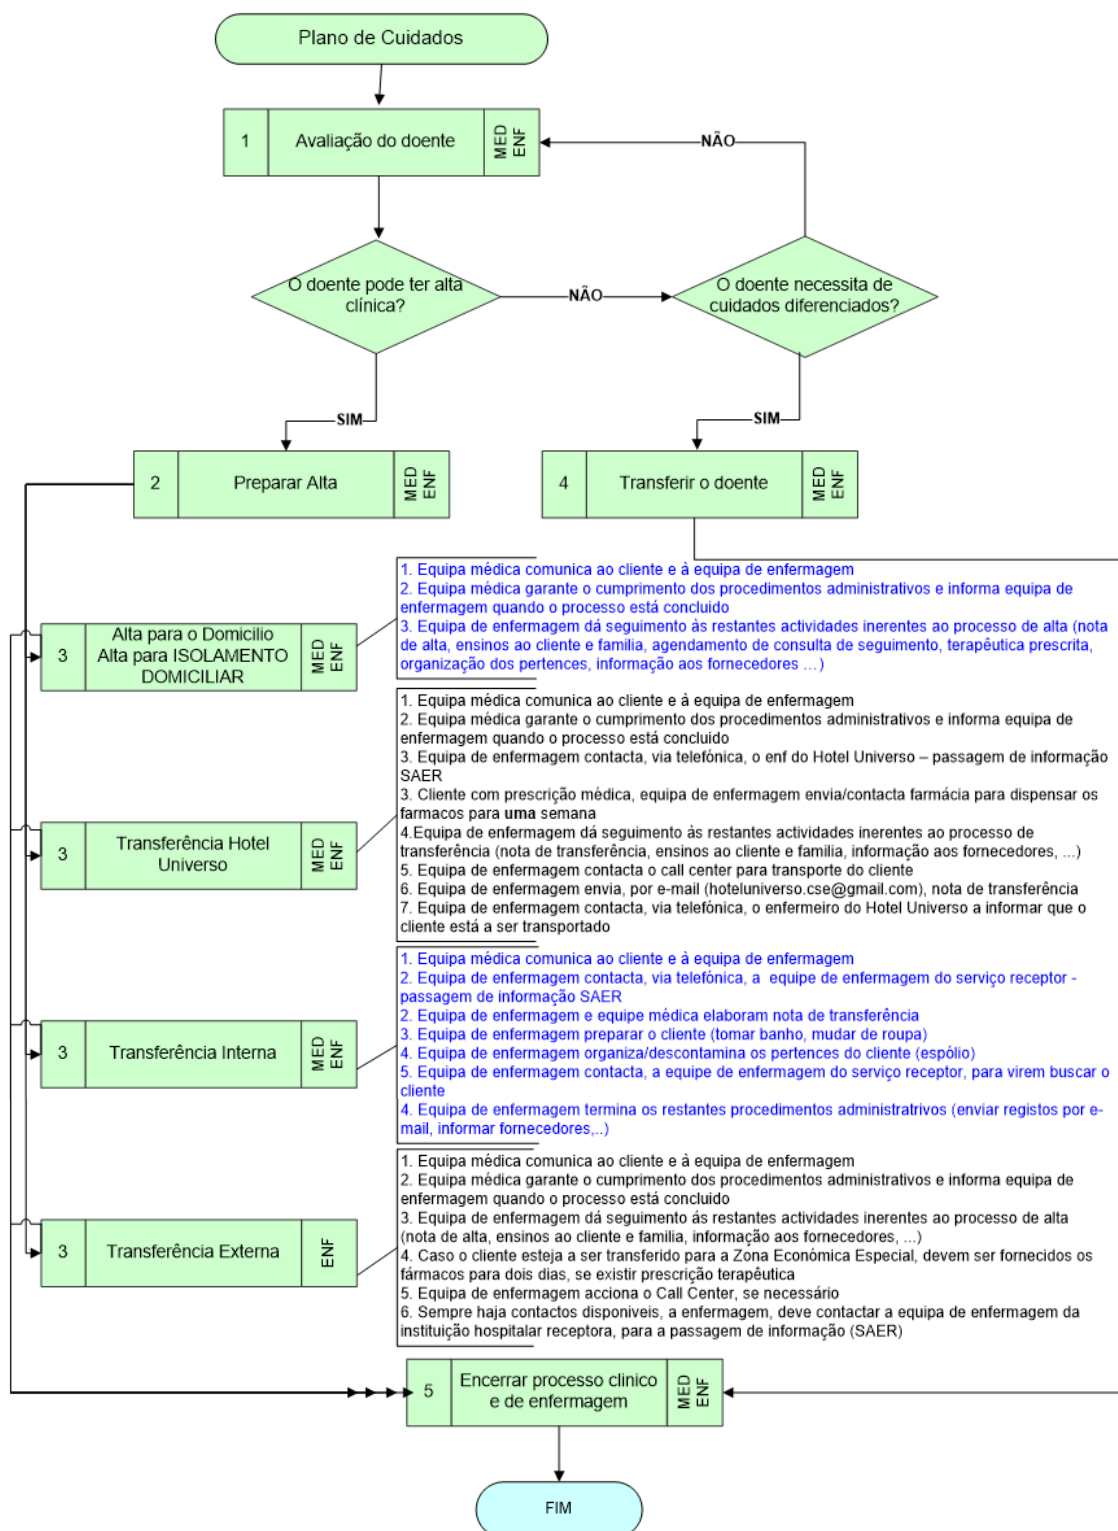 Plano de Cuidados
1
Avaliação do doente
MED
ENF
NÃO
O doente pode ter alta
clínica?
NÃO
O doente necessita de
cuidados diferenciados?
SIM
SIM
2
Preparar Alta
MED
ENF
4
Transferir o doente
MED
ENF
3
Alta para o Domicilio
Alta para ISOLAMENTO
DOMICILIAR
MED
ENF
1. Equipa médica comunica ao cliente e à equipa de enfermagem
2. Equipa médica garante o cumprimento dos procedimentos administrativos e informa equipa de
enfermagem quando o processo está concluido
3. Equipa de enfermagem dá seguimento às restantes actividades inerentes ao processo de alta (nota
de alta, ensinos ao cliente e familia, agendamento de consulta de seguimento, terapêutica prescrita,
organização dos pertences, informação aos fornecedores …)
3
Transferência Hotel
Universo
MED
ENF
1. Equipa médica comunica ao cliente e à equipa de enfermagem
2. Equipa médica garante o cumprimento dos procedimentos administrativos e informa equipa de
enfermagem quando o processo está concluido
3. Equipa de enfermagem contacta, via telefónica, o enf do Hotel Universo – passagem de informação
SAER
3. Cliente com prescrição médica, equipa de enfermagem envia/contacta farmácia para dispensar os
farmacos para uma semana
4.Equipa de enfermagem dá seguimento às restantes actividades inerentes ao processo de
transferência (nota de transferência, ensinos ao cliente e familia, informação aos fornecedores, ...)
5. Equipa de enfermagem contacta o call center para transporte do cliente
6. Equipa de enfermagem envia, por e-mail (hoteluniverso.cse@gmail.com), nota de transferência
7. Equipa de enfermagem contacta, via telefónica, o enfermeiro do Hotel Universo a informar que o
cliente está a ser transportado
3
Transferência Interna
MED
ENF
1. Equipa médica comunica ao cliente e à equipa de enfermagem
2. Equipa de enfermagem contacta, via telefónica, a  equipe de enfermagem do serviço receptor -
passagem de informação SAER
2. Equipa de enfermagem e equipe médica elaboram nota de transferência
3. Equipa de enfermagem preparar o cliente (tomar banho, mudar de roupa)
4. Equipa de enfermagem organiza/descontamina os pertences do cliente (espólio)
5. Equipa de enfermagem contacta, a equipe de enfermagem do serviço receptor, para virem buscar o
cliente
4. Equipa de enfermagem termina os restantes procedimentos administratrivos (enviar registos por e-
mail, informar fornecedores,..)
3
Transferência Externa
ENF
1. Equipa médica comunica ao cliente e à equipa de enfermagem
2. Equipa médica garante o cumprimento dos procedimentos administrativos e informa equipa de
enfermagem quando o processo está concluido
3. Equipa de enfermagem dá seguimento ás restantes actividades inerentes ao processo de alta
(nota de alta, ensinos ao cliente e familia, informação aos fornecedores, ...)
4. Caso o cliente esteja a ser transferido para a Zona Económica Especial, devem ser fornecidos os
fármacos para dois dias, se existir prescrição terapêutica
5. Equipa de enfermagem acciona o Call Center, se necessário
6. Sempre haja contactos disponiveis, a enfermagem, deve contactar a equipa de enfermagem da
instituição hospitalar receptora, para a passagem de informação (SAER)
5
Encerrar processo clinico
e de enfermagem
MED
ENF
FIM